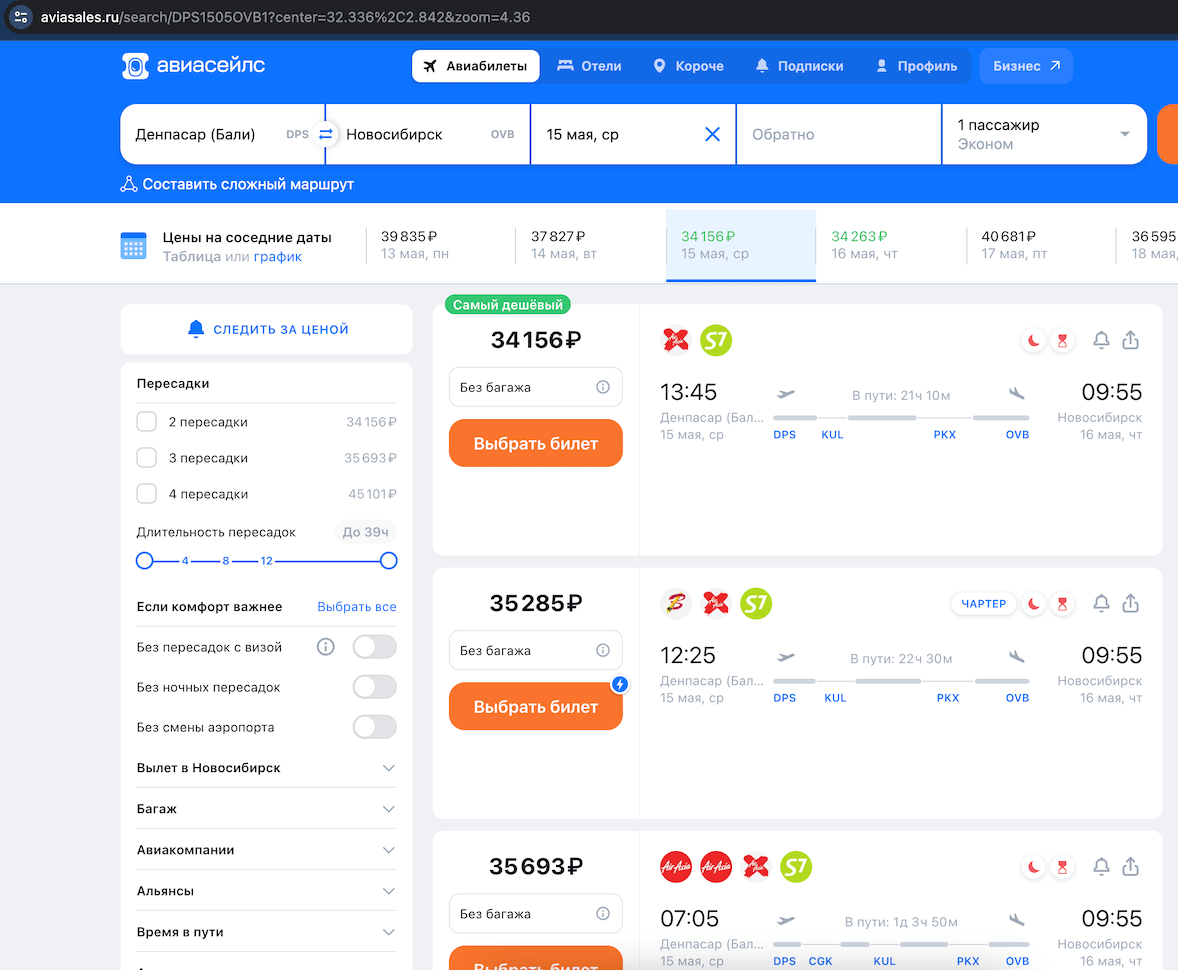 aviasales.ru/search/DPS1505OVB1?center=32.336%2C2.842&zoom=4.36
авиасейлс
Авиабилеты
Отели
Короче
Подписки
Профиль
Бизнес
Денпасар (Бали) DPS
Новосибирск OVB
15 мая, ср
Обратно
1 пассажир
Эконом
Составить сложный маршрут
Цены на соседние даты
Таблица или график
39 835 ₽
13 мая, пн
37 827 ₽
14 мая, вт
34 156 ₽
15 мая, ср
34 263 ₽
16 мая, чт
40 681 ₽
17 мая, пт
36 595
18 мая,
СЛЕДИТЬ ЗА ЦЕНОЙ
Пересадки
2 пересадки 34 156 ₽
3 пересадки 35 693 ₽
4 пересадки 45 101 ₽
Длительность пересадок До 39ч
4 8 12
Если комфорт важнее Выбрать все
Без пересадок с визой
Без ночных пересадок
Без смены аэропорта
Вылет в Новосибирск
Багаж
Авиакомпании
Альянсы
Время в пути
Самый дешёвый
34 156 ₽
Без багажа
Выбрать билет
S7
13:45 В пути: 21ч 10м 09:55
Денпасар (Бал... Новосибирск
15 мая, ср DPS KUL PKX OVB 16 мая, чт
35 285 ₽
Без багажа
Выбрать билет
S7
ЧАРТЕР
12:25 В пути: 22ч 30м 09:55
Денпасар (Бал... Новосибирск
15 мая, ср DPS KUL PKX OVB 16 мая, чт
35 693 ₽
Без багажа
Выбрать билет
AirAsia AirAsia S7
07:05 В пути: 1д 3ч 50м 09:55
Денпасар (Бал... Новосибирск
15 мая, ср DPS CGK KUL PKX OVB 16 мая, чт